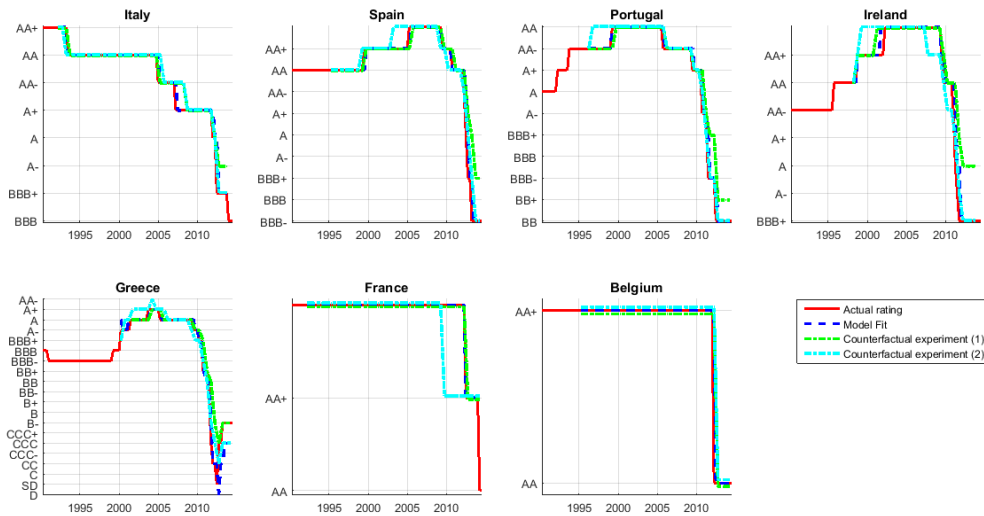 Italy
AA+
AA
AA-
A+
A
A-
BBB+
BBB
1995 2000 2005 2010
Spain
AA+
AA
AA-
A+
A
A-
BBB+
BBB
BBB-
1995 2000 2005 2010
Portugal
AA
AA-
A+
A
A-
BBB+
BBB
BBB-
BB+
BB
1995 2000 2005 2010
Ireland
AA+
AA
AA-
A+
A
A-
BBB+
1995 2000 2005 2010
Greece
AA-
A+
A
A-
BBB+
BBB
BBB-
BB+
BB
BB-
B+
B
B-
CCC+
CCC
CCC-
CC
C
SD
D
1995 2000 2005 2010
France
AA+
AA
1995 2000 2005 2010
Belgium
AA+
AA
1995 2000 2005 2010
Actual rating
Model Fit
Counterfactual experiment (1)
Counterfactual experiment (2)